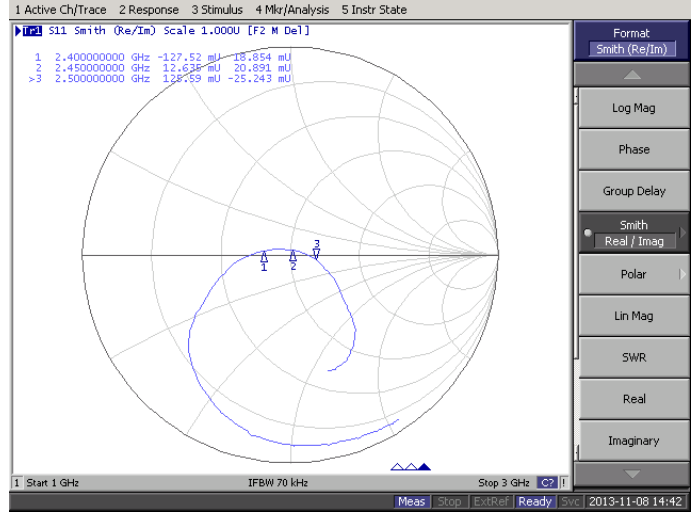 1 Active Ch/Trace 2 Response 3 Stimulus 4 Mkr/Analysis 5 Instr State
Tr1 S11 Smith (Re/Im) Scale 1.000U [F2 M Del]
1 2.400000000 GHz -127.52 mU 18.854 mU
2 2.450000000 GHz 12.635 mU 20.891 mU
>3 2.500000000 GHz 125.59 mU -25.243 mU
3
1
2
1 Start 1 GHz
IFBW 70 kHz
Stop 3 GHz C? !
Format
Smith (Re/Im)
Log Mag
Phase
Group Delay
Smith
Real / Imag
Polar
Lin Mag
SWR
Real
Imaginary
Meas Stop ExtRef Ready Svc 2013-11-08 14:42